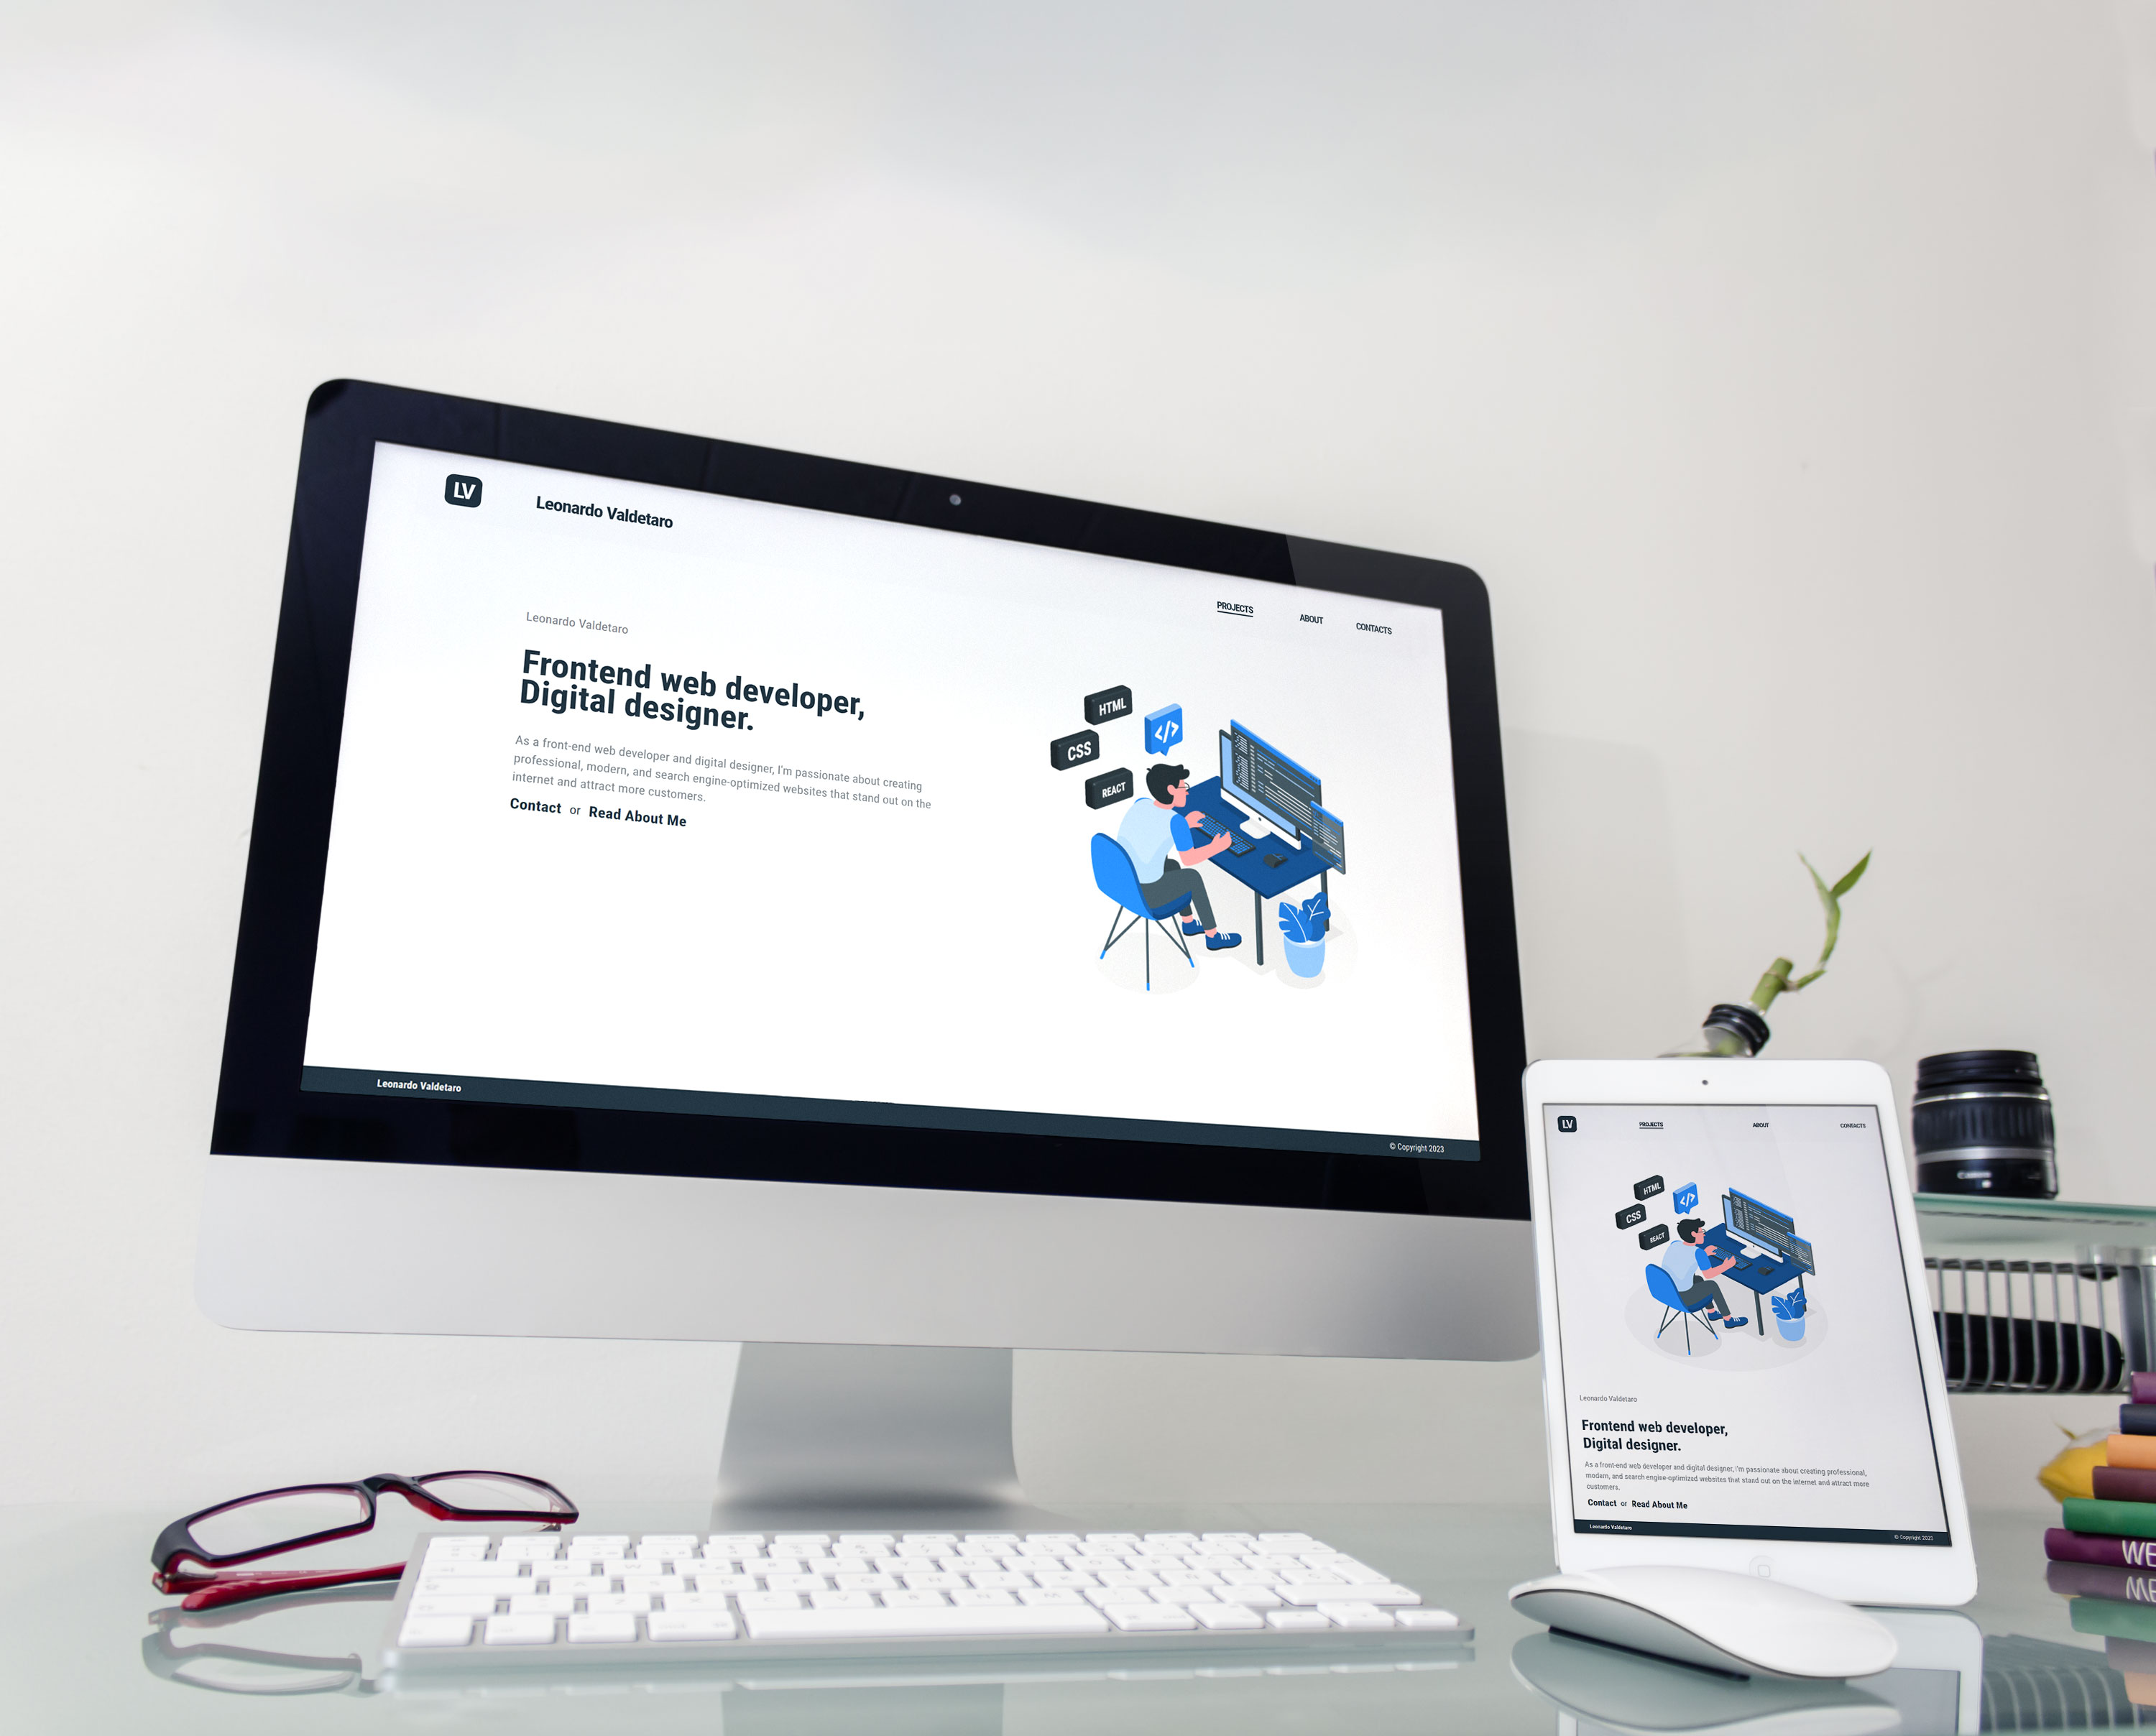 LV
Leonardo Valdetaro
PROJECTS
ABOUT
CONTACTS
Leonardo Valdetaro
Frontend web developer,
Digital designer.
As a front-end web developer and digital designer, I'm passionate about creating
professional, modern, and search engine-optimized websites that stand out on the
internet and attract more customers.
Contact or Read About Me
HTML
</>
CSS
REACT
Leonardo Valdetaro
© Copyright 2023
LV
PROJECTS
ABOUT
CONTACTS
HTML
</>
CSS
REACT
Leonardo Valdetaro
Frontend web developer,
Digital designer.
As a front-end web developer and digital designer, I'm passionate about creating professional,
modern, and search engine-optimized websites that stand out on the internet and attract more
customers.
Contact or Read About Me
Leonardo Valdetaro
© Copyright 2023
Canon
WE